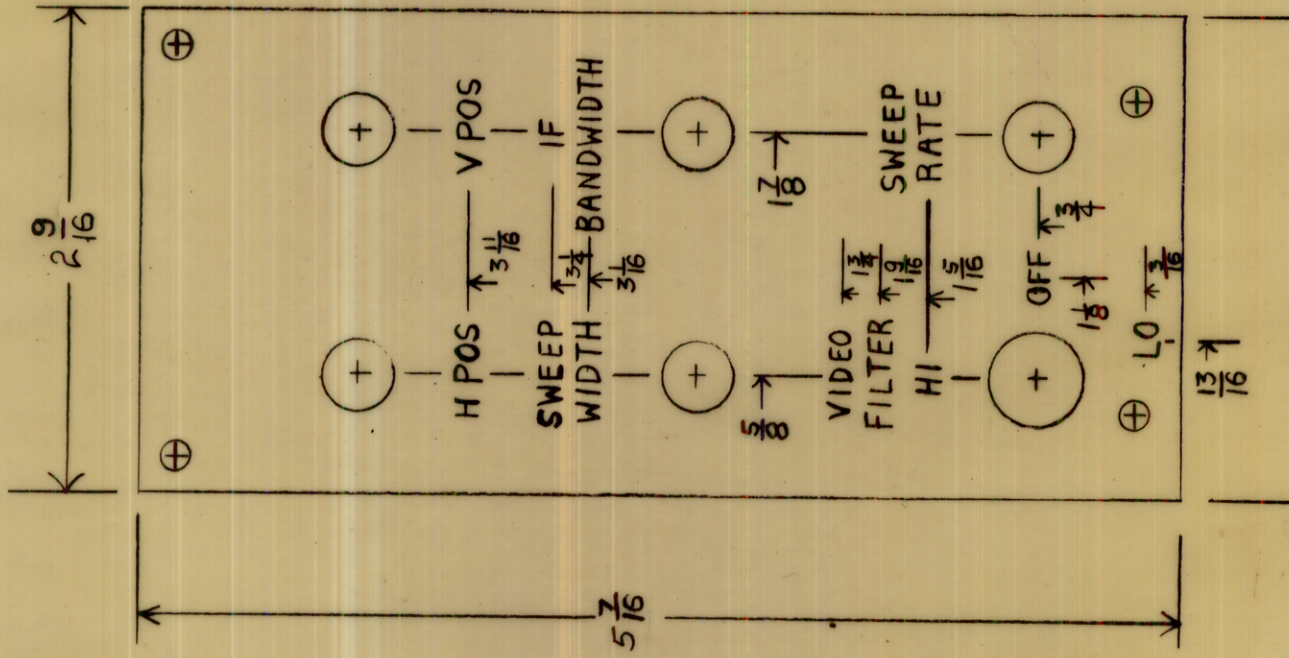 2 9/16
H POS
V POS
3 11/16
SWEEP
WIDTH
3 1/4
3 1/16
IF
BANDWIDTH
5/8
1 7/8
VIDEO
FILTER
HI
1 3/4
1 9/16
1 5/16
SWEEP
RATE
OFF
3/4
1 1/8
LO
3/16
13/16
5 7/16